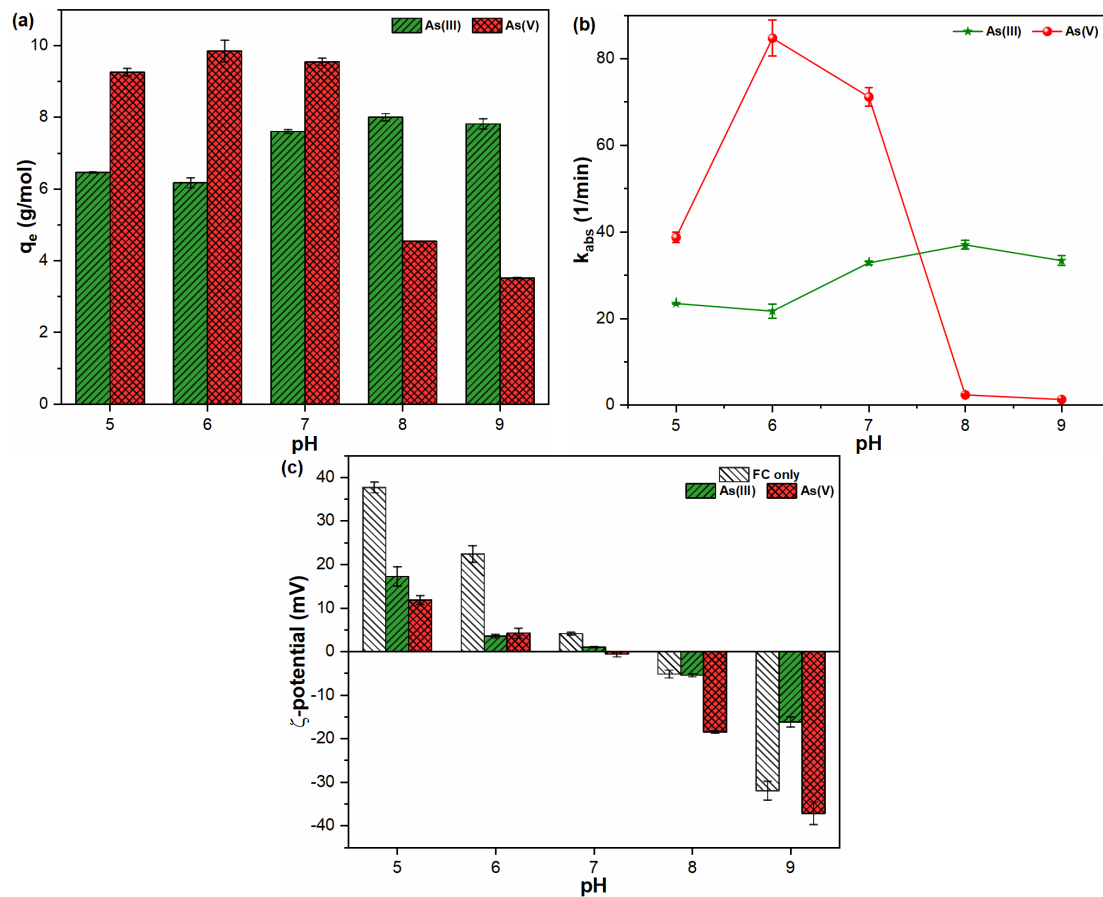 (a)
As(III) As(V)
10
8
6
4
2
0
qe (g/mol)
5 6 7 8 9
pH
(b)
As(III) As(V)
80
60
40
20
0
kabs (1/min)
5 6 7 8 9
pH
(c)
FC only
As(III) As(V)
40
30
20
10
0
-10
-20
-30
-40
ζ-potential (mV)
5 6 7 8 9
pH